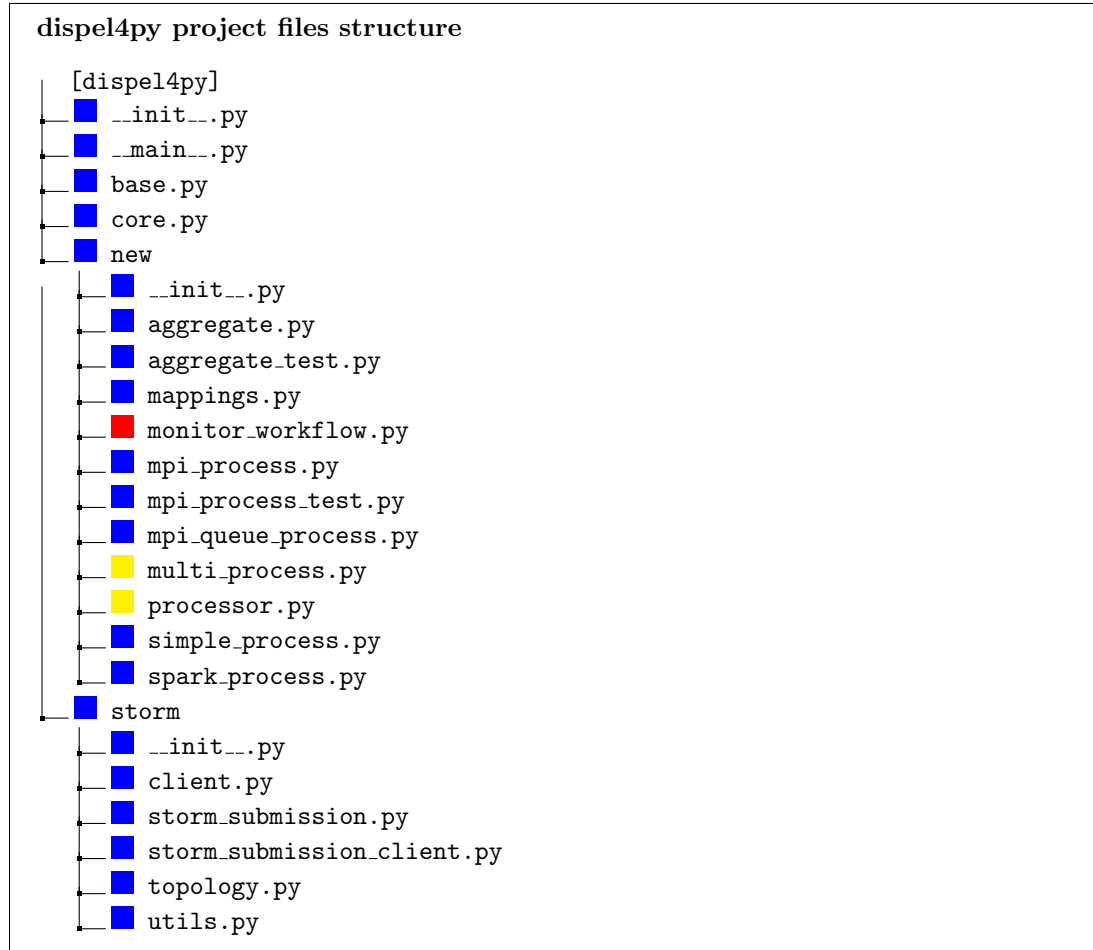 dispel4py project files structure
[dispel4py]
__init__.py
__main__.py
base.py
core.py
new
__init__.py
aggregate.py
aggregate_test.py
mappings.py
monitor_workflow.py
mpi_process.py
mpi_process_test.py
mpi_queue_process.py
multi_process.py
processor.py
simple_process.py
spark_process.py
storm
__init__.py
client.py
storm_submission.py
storm_submission_client.py
topology.py
utils.py